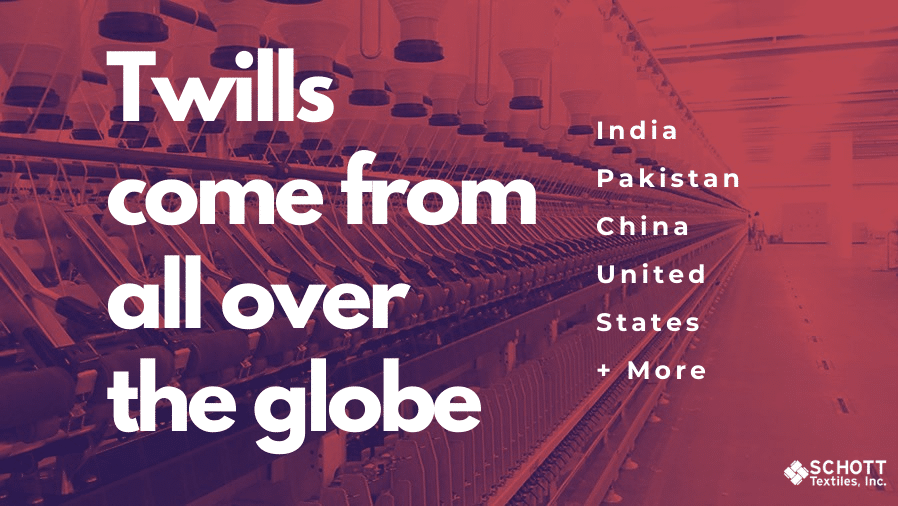 Twills
come from
all over
the globe
India
Pakistan
China
United
States
+ More
SCHOTT
Textiles, Inc.